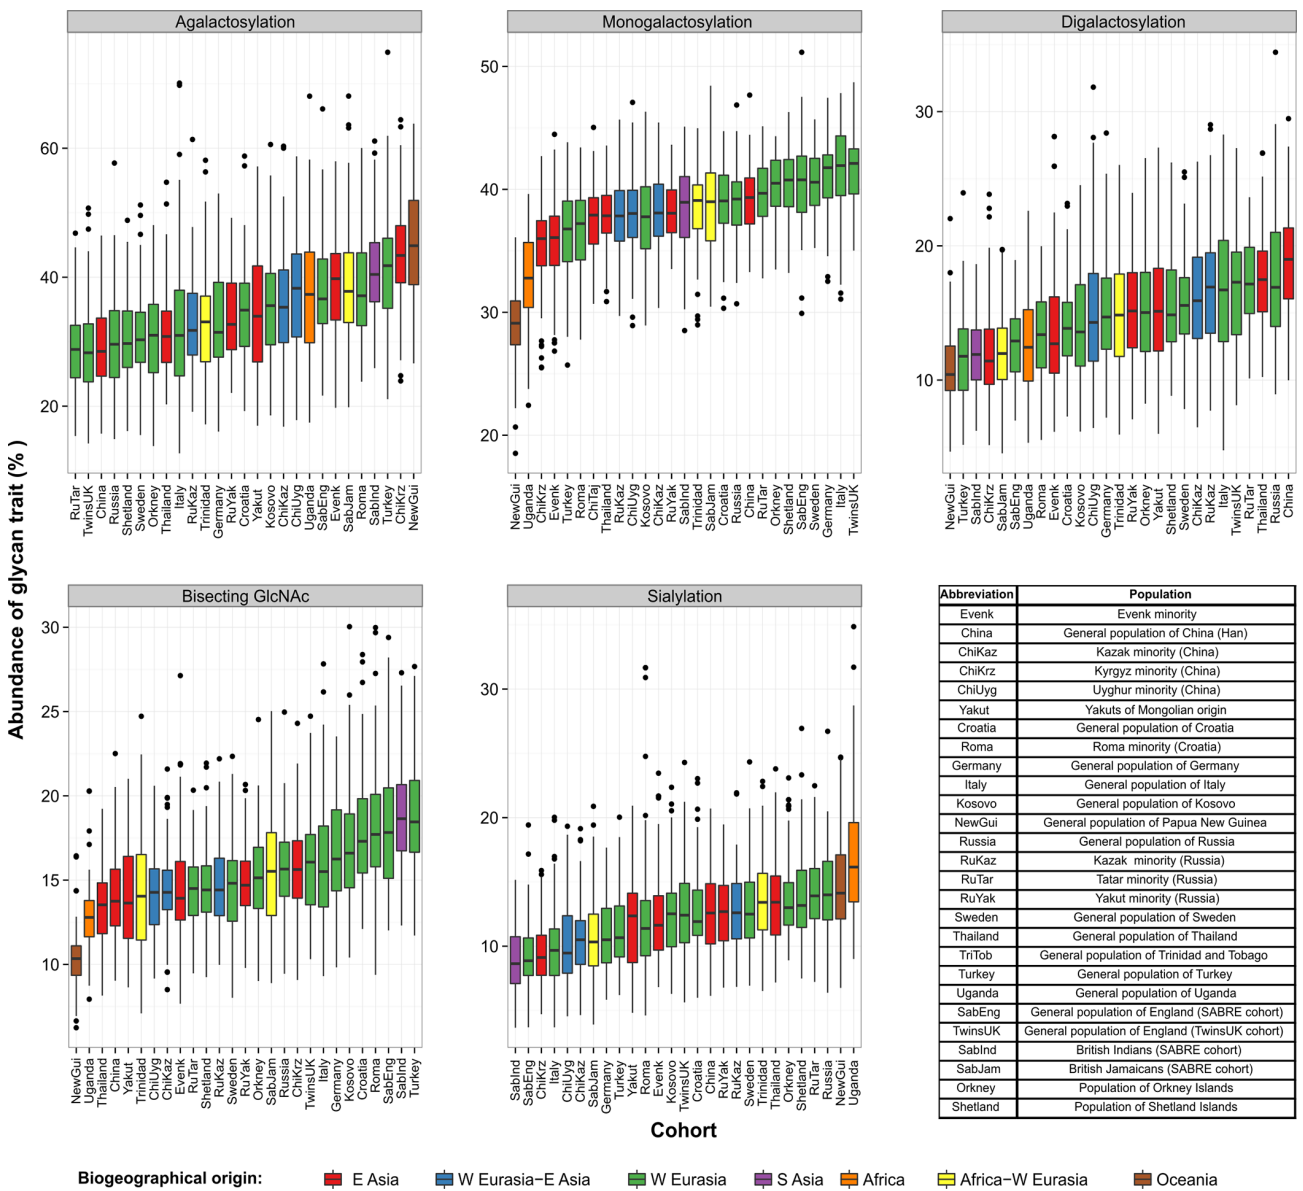 Agalactosylation
Monogalactosylation
Digalactosylation
60
40
20
50
40
30
20
30
20
10
RuTar TwinsUK China Russia Shetland Sweden Orkney Thailand Italy RuKaz Trinidad Germany RuYak Croatia Yakut Kosovo ChiKaz ChiUyg Uganda SabEng Evenk SabJam Roma SabInd Turkey ChiKrz NewGui
NewGui Uganda ChiKrz Evenk Turkey Roma ChiTaj Thailand RuKaz ChiUyg Kosovo ChiKaz RuYak SabInd Trinidad SabJam Croatia Russia China RuTar Orkney Shetland SabEng Sweden Germany Italy TwinsUK
NewGui Turkey SabInd ChiKrz SabJam SabEng Uganda Roma Evenk Croatia Kosovo ChiUyg Germany Trinidad RuYak Orkney Yakut Shetland Sweden ChiKaz RuKaz Italy TwinsUK RuTar Thailand Russia China
Abundance of glycan trait (% )
Bisecting GlcNAc
Sialylation
30
25
20
15
10
30
20
10
NewGui Uganda Thailand China Yakut Trinidad ChiUyg ChiKaz Evenk RuTar Shetland RuKaz Sweden RuYak Orkney SabJam Russia ChiKrz TwinsUK Italy Germany Kosovo Croatia Roma SabEng SabInd Turkey
SabInd SabEng ChiKrz Italy ChiUyg ChiKaz SabJam Germany Turkey Yakut Roma Evenk Kosovo TwinsUK Croatia China RuYak RuKaz Sweden Trinidad Thailand Orkney Shetland RuTar Russia NewGui Uganda
Cohort
Abbreviation Population
Evenk Evenk minority
China General population of China (Han)
ChiKaz Kazak minority (China)
ChiKrz Kyrgyz minority (China)
ChiUyg Uyghur minority (China)
Yakut Yakuts of Mongolian origin
Croatia General population of Croatia
Roma Roma minority (Croatia)
Germany General population of Germany
Italy General population of Italy
Kosovo General population of Kosovo
NewGui General population of Papua New Guinea
Russia General population of Russia
RuKaz Kazak minority (Russia)
RuTar Tatar minority (Russia)
RuYak Yakut minority (Russia)
Sweden General population of Sweden
Thailand General population of Thailand
TriTob General population of Trinidad and Tobago
Turkey General population of Turkey
Uganda General population of Uganda
SabEng General population of England (SABRE cohort)
TwinsUK General population of England (TwinsUK cohort)
SabInd British Indians (SABRE cohort)
SabJam British Jamaicans (SABRE cohort)
Orkney Population of Orkney Islands
Shetland Population of Shetland Islands
Biogeographical origin: E Asia W Eurasia−E Asia W Eurasia S Asia Africa Africa−W Eurasia Oceania